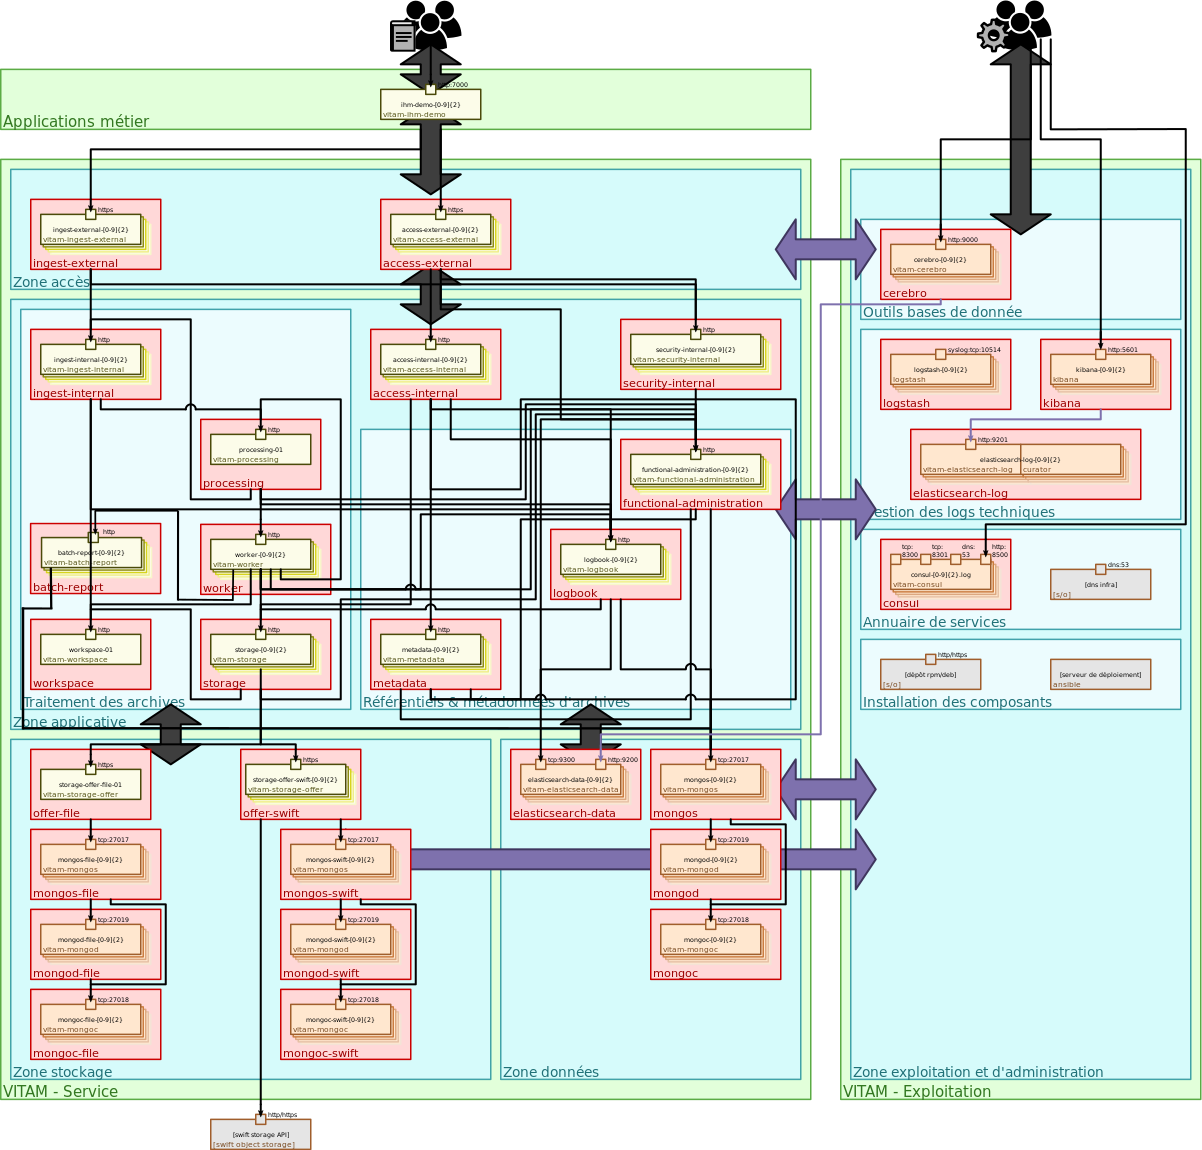 http:7000
ihm-demo-[0-9]{2}
vitam-ihm-demo
Applications métier
https
ingest-external-[0-9]{2}
vitam-ingest-external
ingest-external
https
access-external-[0-9]{2}
vitam-access-external
access-external
Zone accès
http
ingest-internal-[0-9]{2}
vitam-ingest-internal
ingest-internal
http
access-internal-[0-9]{2}
vitam-access-internal
access-internal
http
security-internal-[0-9]{2}
vitam-security-internal
security-internal
http
processing-01
vitam-processing
processing
http
functional-administration-[0-9]{2}
vitam-functional-administration
functional-administration
http
batch-report-[0-9]{2}
vitam-batch-report
batch-report
http
worker-[0-9]{2}
vitam-worker
worker
http
logbook-[0-9]{2}
vitam-logbook
logbook
http
workspace-01
vitam-workspace
workspace
http
storage-[0-9]{2}
vitam-storage
storage
http
metadata-[0-9]{2}
vitam-metadata
metadata
Traitement des archives
Référentiels & métadonnées d'archives
Zone applicative
https
storage-offer-file-01
vitam-storage-offer
offer-file
https
storage-offer-swift-[0-9]{2}
vitam-storage-offer
offer-swift
tcp:9300
http:9200
elasticsearch-data-[0-9]{2}
vitam-elasticsearch-data
elasticsearch-data
tcp:27017
mongos-[0-9]{2}
vitam-mongos
mongos
tcp:27017
mongos-file-[0-9]{2}
vitam-mongos
mongos-file
tcp:27017
mongos-swift-[0-9]{2}
vitam-mongos
mongos-swift
tcp:27019
mongod-[0-9]{2}
vitam-mongod
mongod
tcp:27019
mongod-file-[0-9]{2}
vitam-mongod
mongod-file
tcp:27019
mongod-swift-[0-9]{2}
vitam-mongod
mongod-swift
tcp:27018
mongoc-[0-9]{2}
vitam-mongoc
mongoc
tcp:27018
mongoc-file-[0-9]{2}
vitam-mongoc
mongoc-file
tcp:27018
mongoc-swift-[0-9]{2}
vitam-mongoc
mongoc-swift
Zone stockage
Zone données
VITAM - Service
http/https
[swift storage API]
[swift object storage]
http:9000
cerebro-[0-9]{2}
vitam-cerebro
cerebro
Outils bases de donnée
syslog:tcp:10514
logstash-[0-9]{2}
logstash
logstash
http:5601
kibana-[0-9]{2}
kibana
kibana
http:9201
elasticsearch-log-[0-9]{2}
vitam-elasticsearch-log
curator
elasticsearch-log
estion des logs techniques
tcp:
8300
tcp:
8301
dns:
53
http:
8500
consul-[0-9]{2}.log
vitam-consul
consul
dns:53
[dns infra]
[s/o]
Annuaire de services
http/https
[dépôt rpm/deb]
[s/o]
[serveur de déploiement]
ansible
Installation des composants
Zone exploitation et d'administration
VITAM - Exploitation